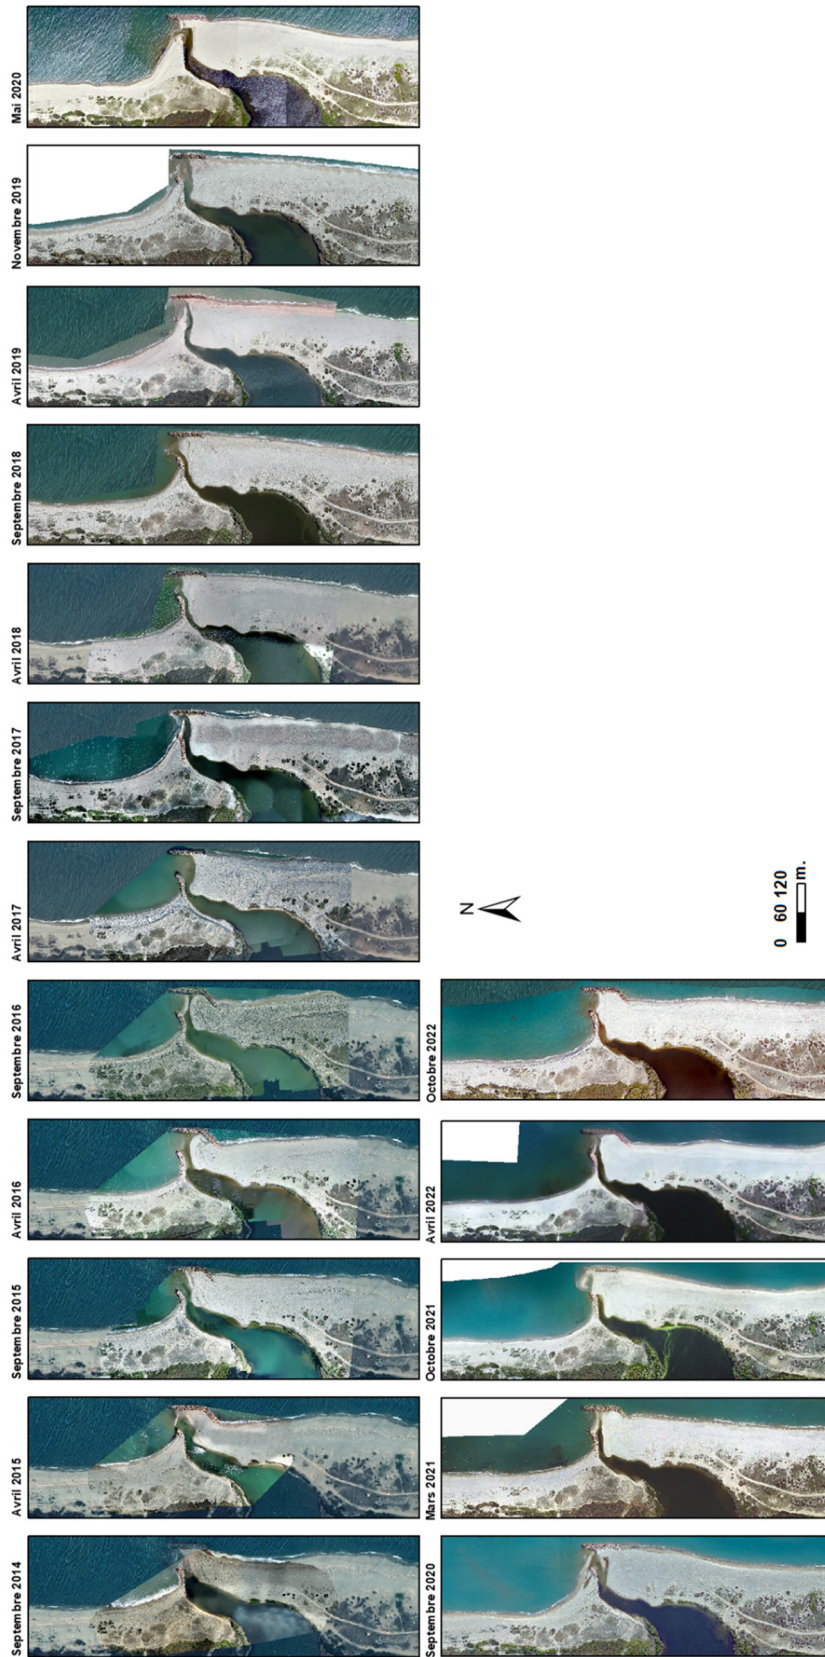 Septembre 2014
Avril 2015
Septembre 2015
Avril 2016
Septembre 2016
Avril 2017
Septembre 2017
Avril 2018
Septembre 2018
Avril 2019
Novembre 2019
Mai 2020
Septembre 2020
Mars 2021
Octobre 2021
Avril 2022
Octobre 2022
N
0 60 120
m.